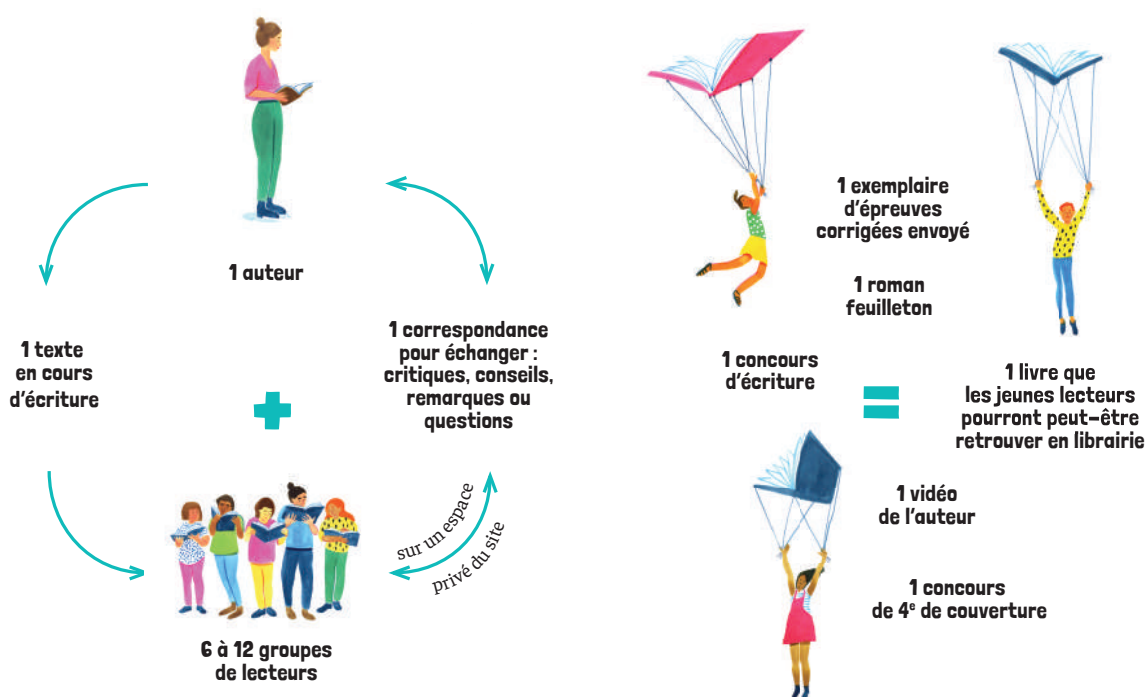 1 auteur
1 texte
en cours
d'écriture
+
1 correspondance
pour échanger :
critiques, conseils,
remarques ou
questions
sur un espace
privé du site
6 à 12 groupes
de lecteurs
1 exemplaire
d'épreuves
corrigées envoyé
1 roman
feuilleton
1 concours
d'écriture
=
1 livre que
les jeunes lecteurs
pourront peut-être
retrouver en librairie
1 vidéo
de l'auteur
1 concours
de 4e de couverture